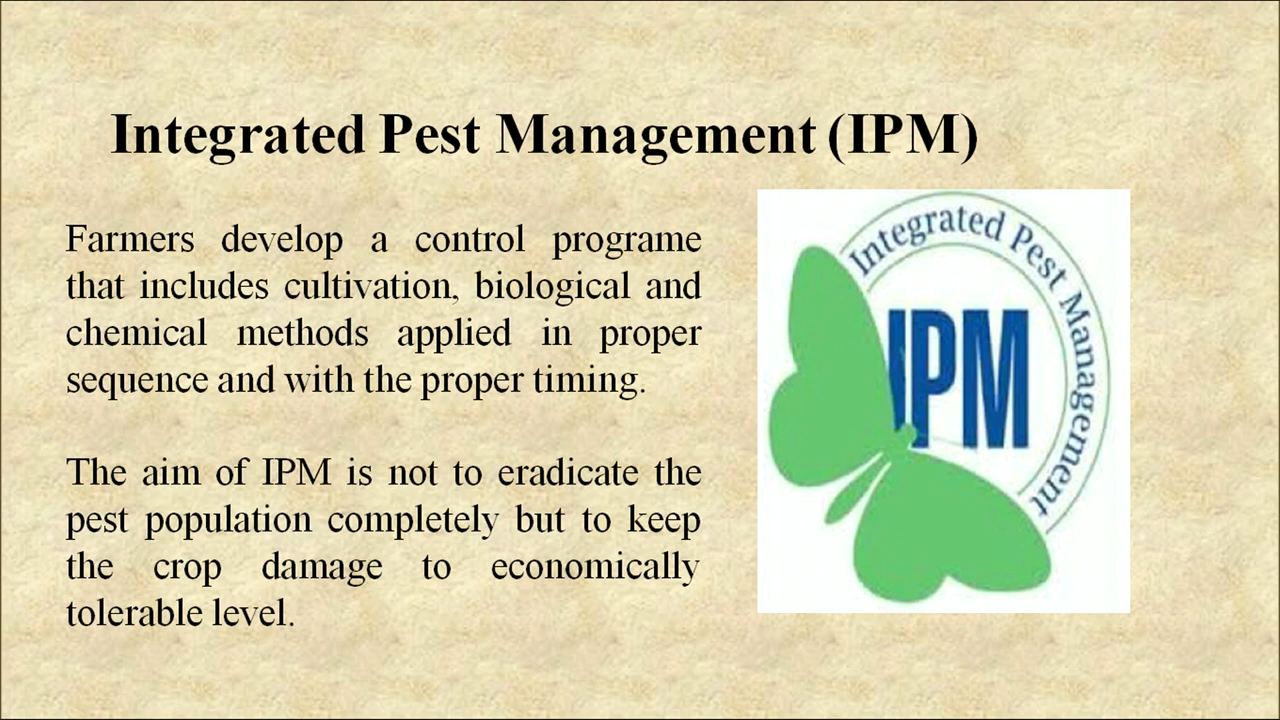 Integrated Pest Management (IPM)
Farmers develop a control programe
that includes cultivation, biological and
chemical methods applied in proper
sequence and with the proper timing.
The aim of IPM is not to eradicate the
pest population completely but to keep
the crop damage to economically
tolerable level.
Integrated Pest Management
IPM